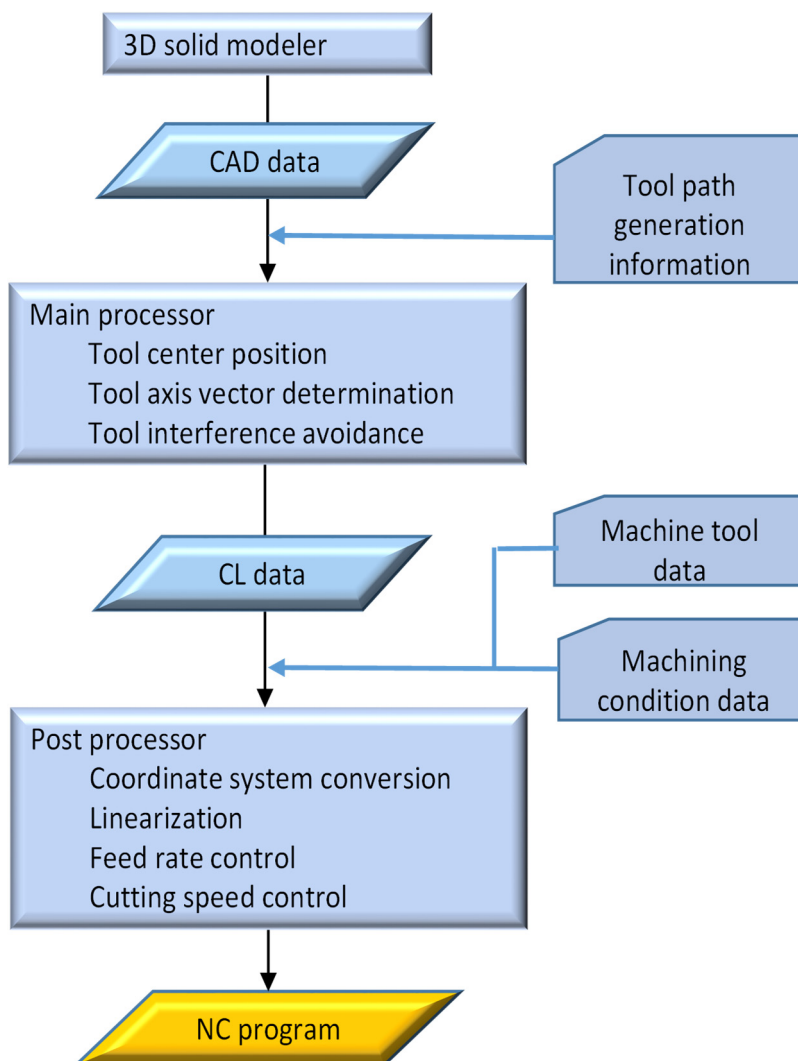 3D solid modeler
CAD data
Tool path
generation
information
Main processor
Tool center position
Tool axis vector determination
Tool interference avoidance
CL data
Machine tool
data
Machining
condition data
Post processor
Coordinate system conversion
Linearization
Feed rate control
Cutting speed control
NC program